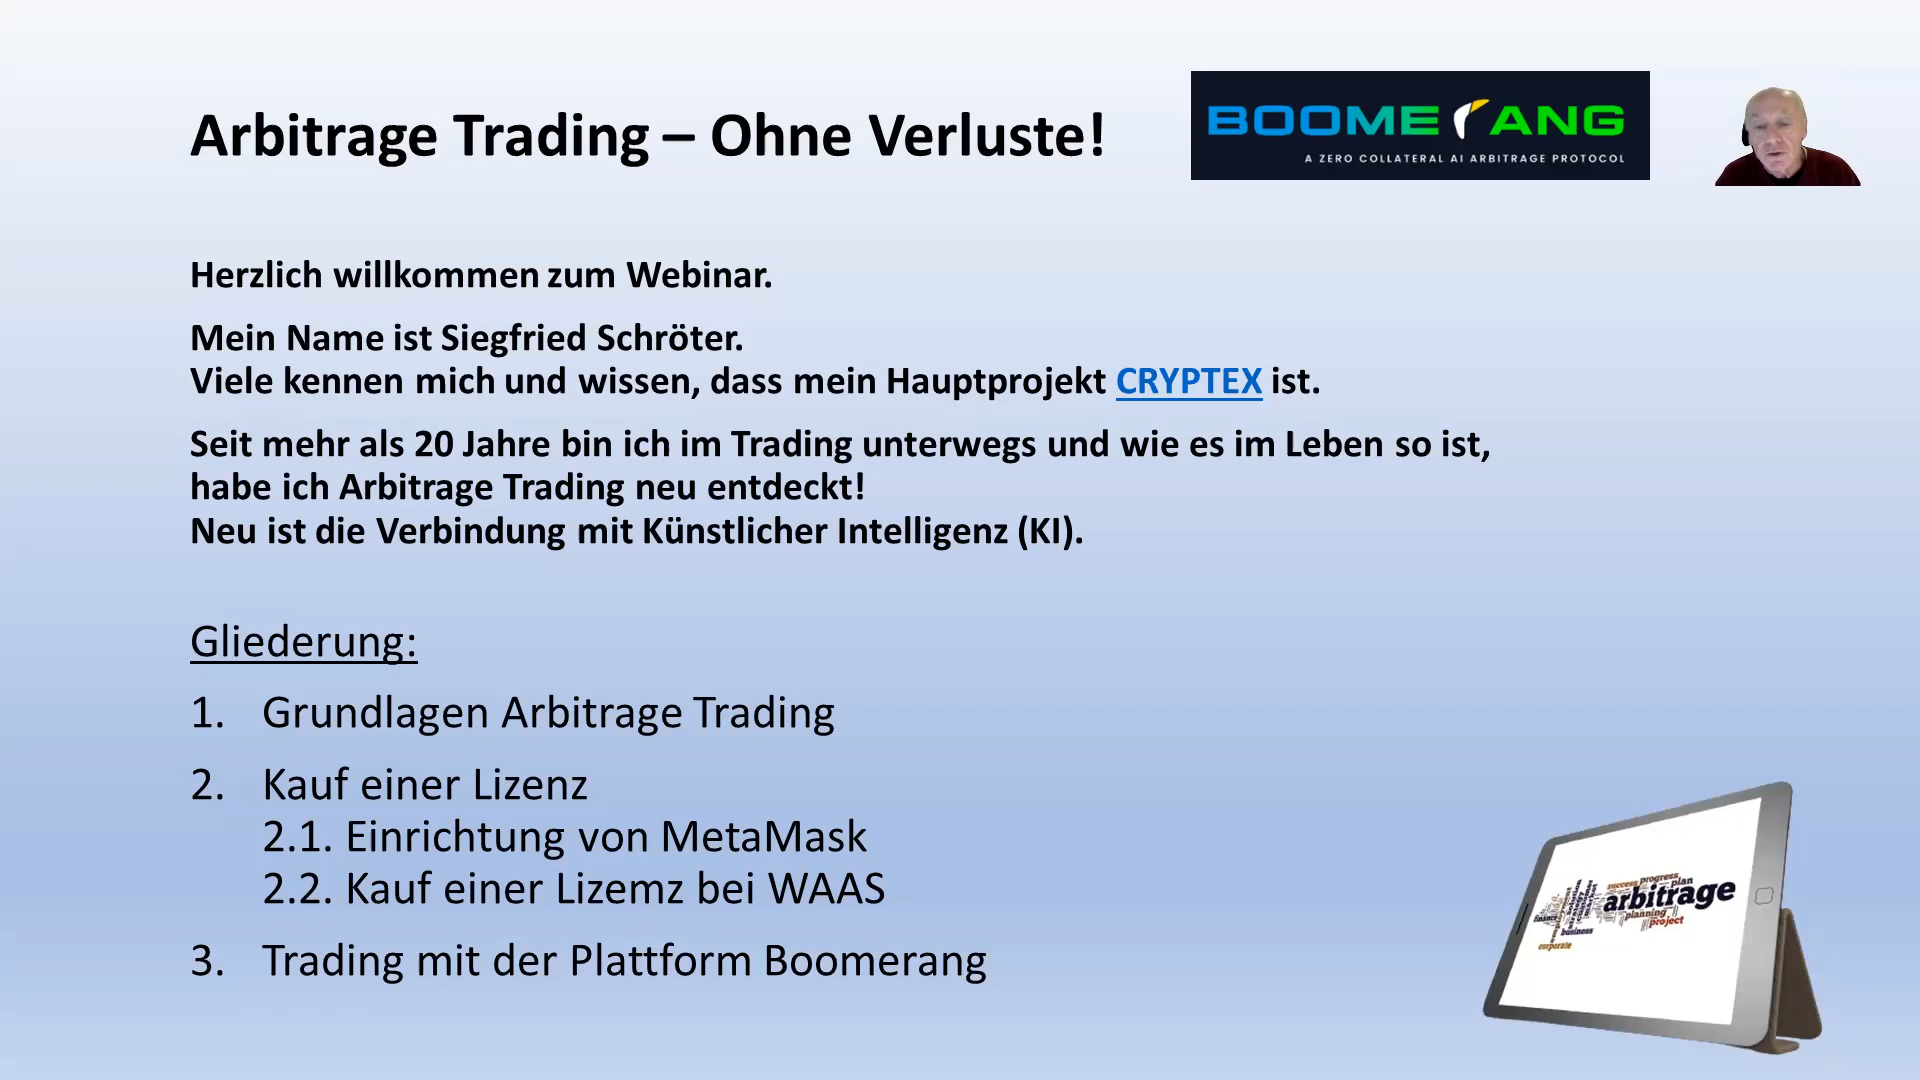 Arbitrage Trading – Ohne Verluste!
BOOMERANG
A ZERO COLLATERAL AI ARBITRAGE PROTOCOL
Herzlich willkommen zum Webinar.
Mein Name ist Siegfried Schröter.
Viele kennen mich und wissen, dass mein Hauptprojekt CRYPTEX ist.
Seit mehr als 20 Jahre bin ich im Trading unterwegs und wie es im Leben so ist,
habe ich Arbitrage Trading neu entdeckt!
Neu ist die Verbindung mit Künstlicher Intelligenz (KI).
Gliederung:
1. Grundlagen Arbitrage Trading
2. Kauf einer Lizenz
2.1. Einrichtung von MetaMask
2.2. Kauf einer Lizemz bei WAAS
3. Trading mit der Plattform Boomerang
success progress plan
arbitrage
finance
planning project
business
corporate